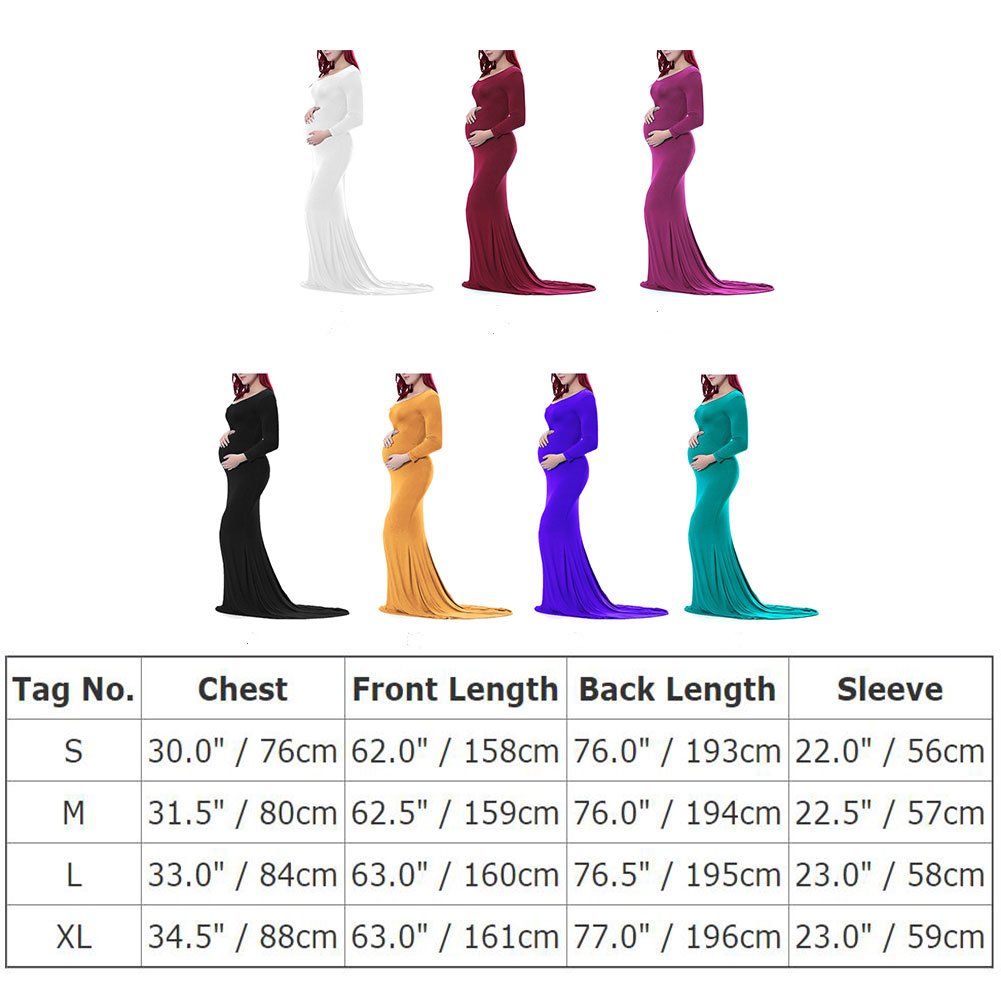 Tag No. Chest Front Length Back Length Sleeve
S 30.0" / 76cm 62.0" / 158cm 76.0" / 193cm 22.0" / 56cm
M 31.5" / 80cm 62.5" / 159cm 76.0" / 194cm 22.5" / 57cm
L 33.0" / 84cm 63.0" / 160cm 76.5" / 195cm 23.0" / 58cm
XL 34.5" / 88cm 63.0" / 161cm 77.0" / 196cm 23.0" / 59cm